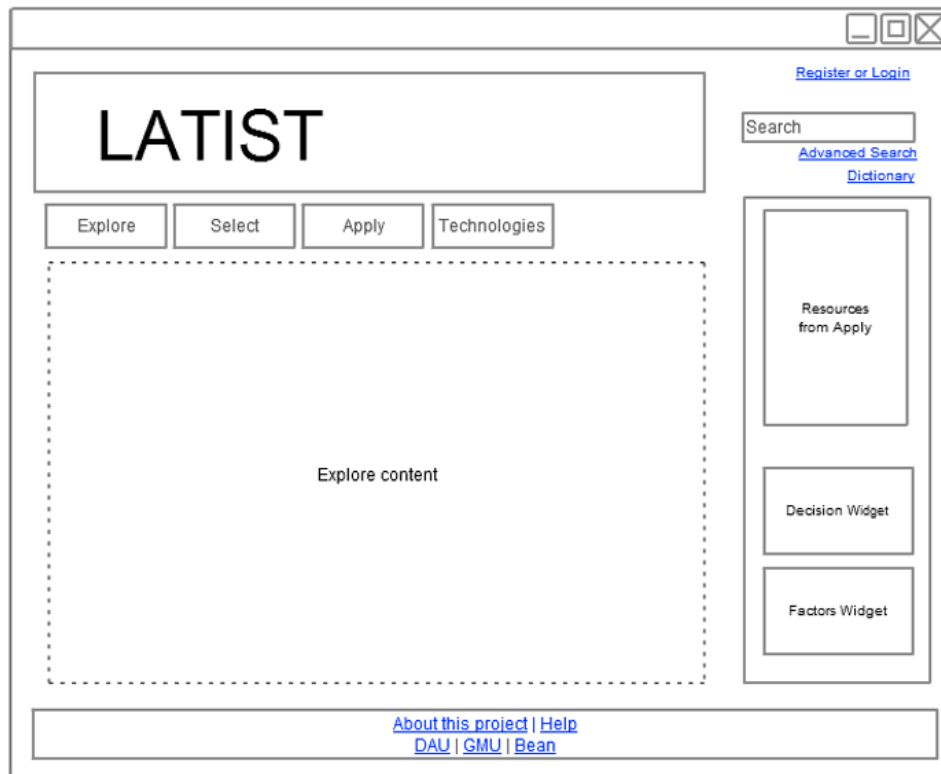 Register or Login
LATIST
Search
Advanced Search
Dictionary
Explore
Select
Apply
Technologies
Resources
from Apply
Explore content
Decision Widget
Factors Widget
About this project | Help
DAU | GMU | Bean